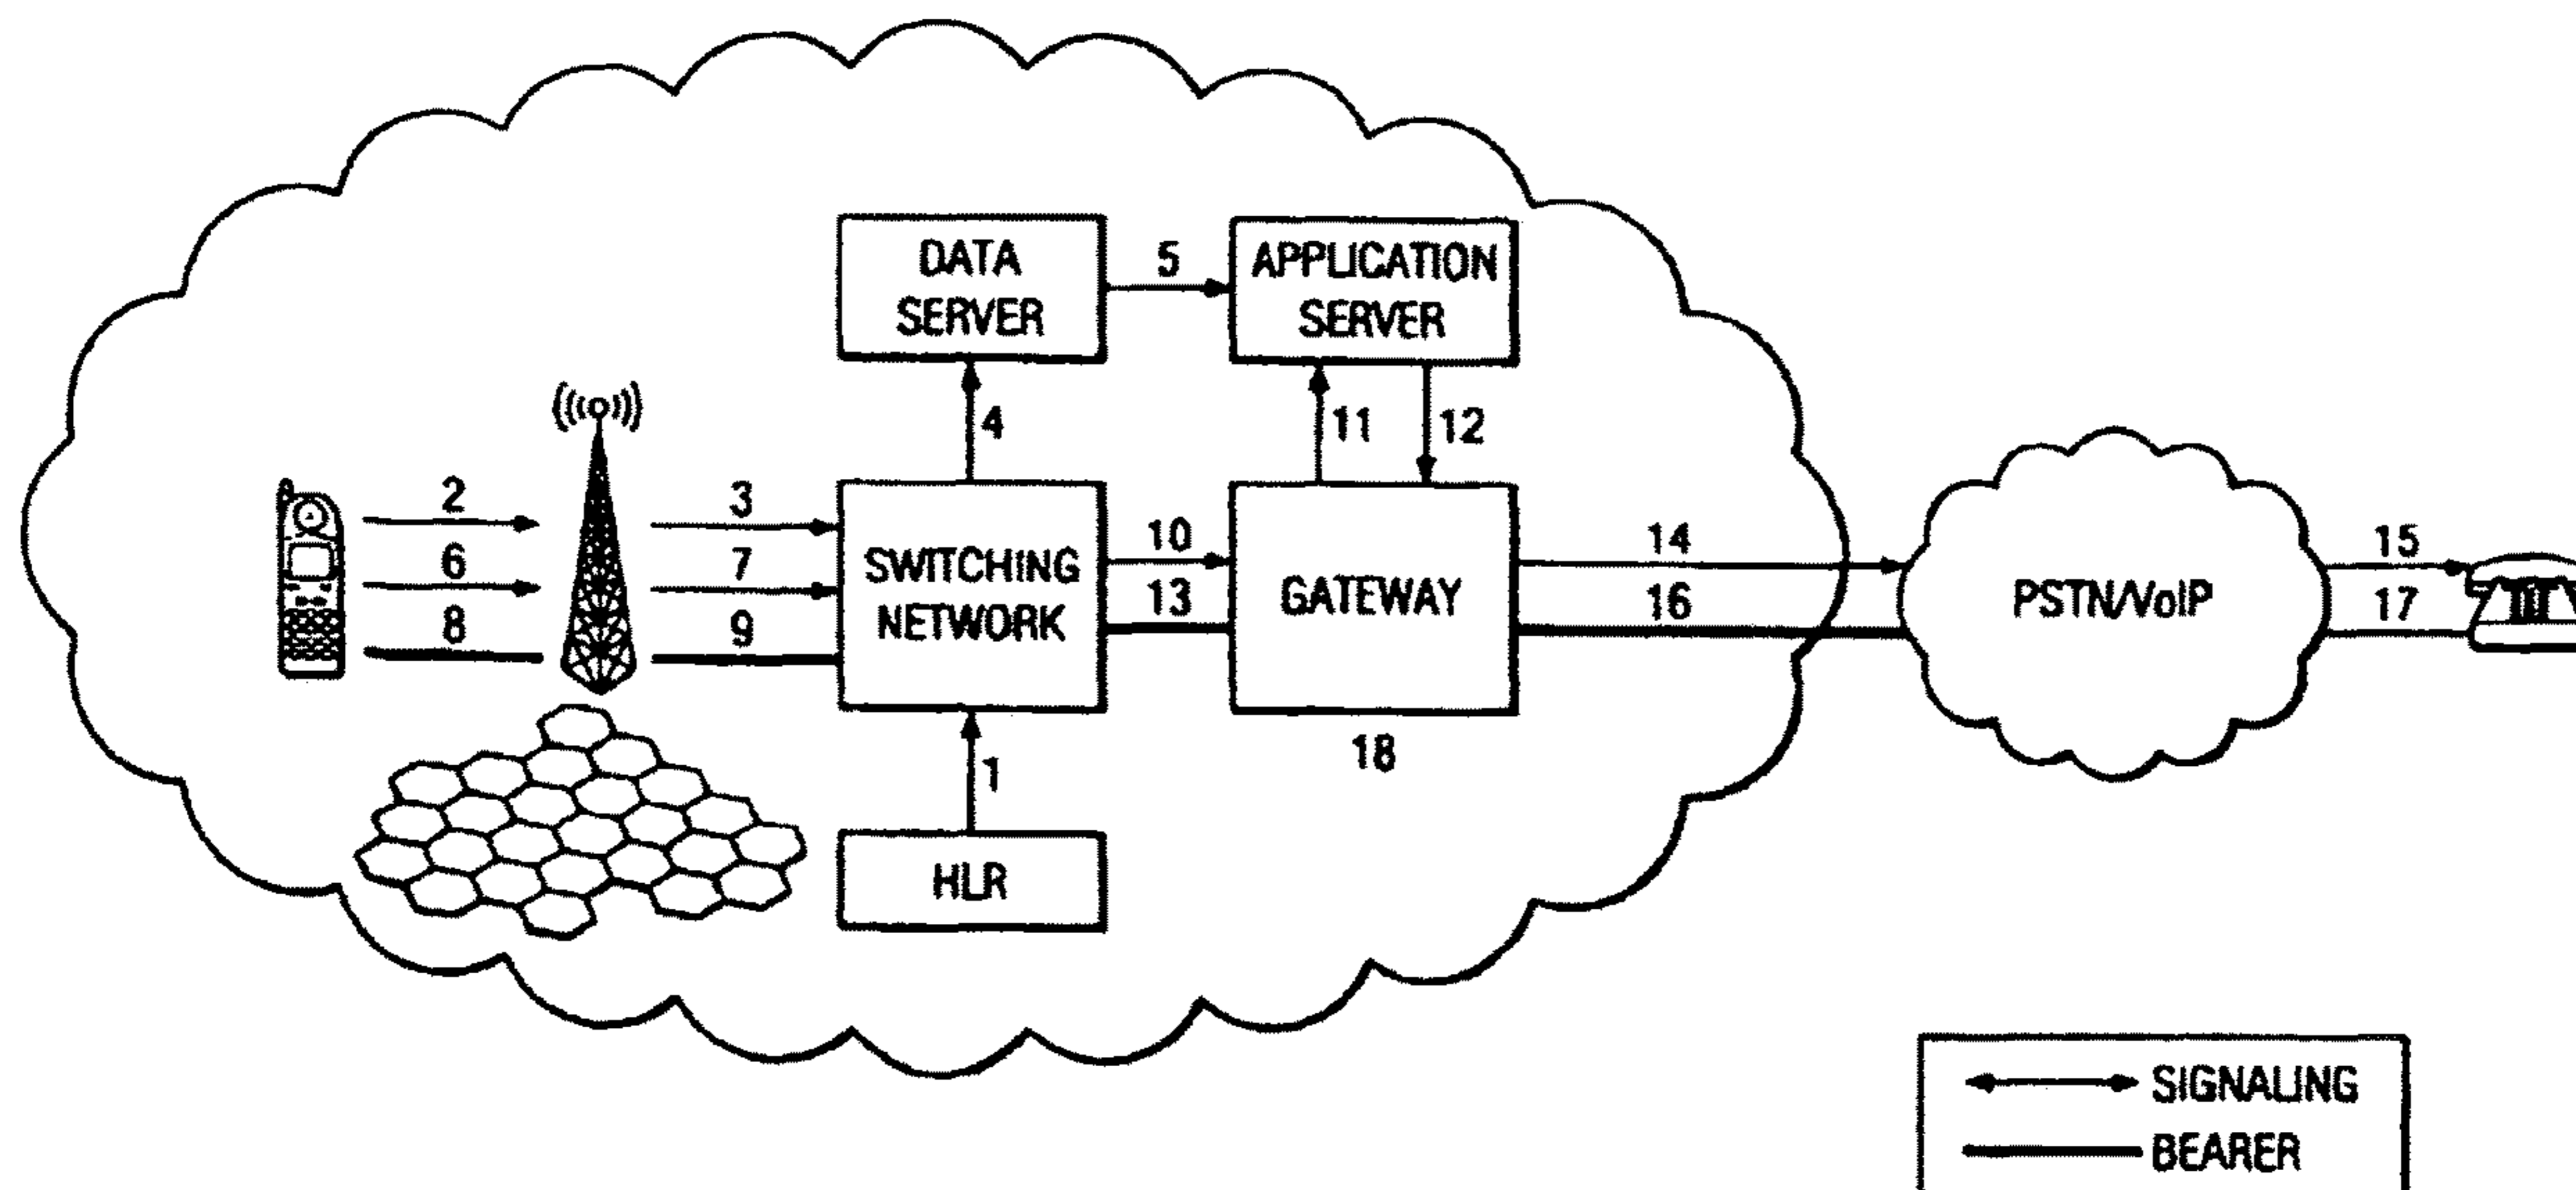 DATA
SERVER
5
APPLICATION
SERVER
4
11
12
2
3
6
7
8
9
SWITCHING
NETWORK
10
13
GATEWAY
14
16
PSTN/VoIP
15
17
18
1
HLR
SIGNALING
BEARER